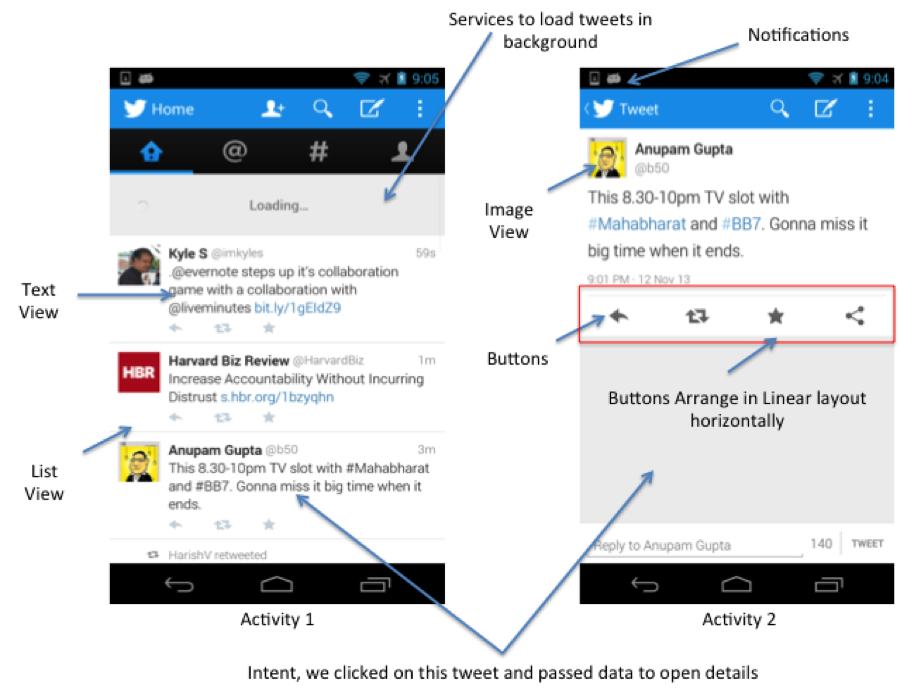 Services to load tweets in
background
Notifications
9:05
Home
@
#
Loading...
Kyle S @imkyles 59s
.@evernote steps up it's collaboration
game with a collaboration with
@liveminutes bit.ly/1gEIdZ9
Text
View
HBR
Harvard Biz Review @HarvardBiz 1m
Increase Accountability Without Incurring
Distrust s.hbr.org/1bzyqhn
List
View
Anupam Gupta @b50 3m
This 8.30-10pm TV slot with #Mahabharat
and #BB7. Gonna miss it big time when it
ends.
HarishV retweeted
Activity 1
9:04
Tweet
Anupam Gupta
@b50
Image
View
This 8.30-10pm TV slot with
#Mahabharat and #BB7. Gonna miss it
big time when it ends.
9:01 PM · 12 Nov 13
Buttons
Buttons Arrange in Linear layout
horizontally
Reply to Anupam Gupta 140 TWEET
Activity 2
Intent, we clicked on this tweet and passed data to open details